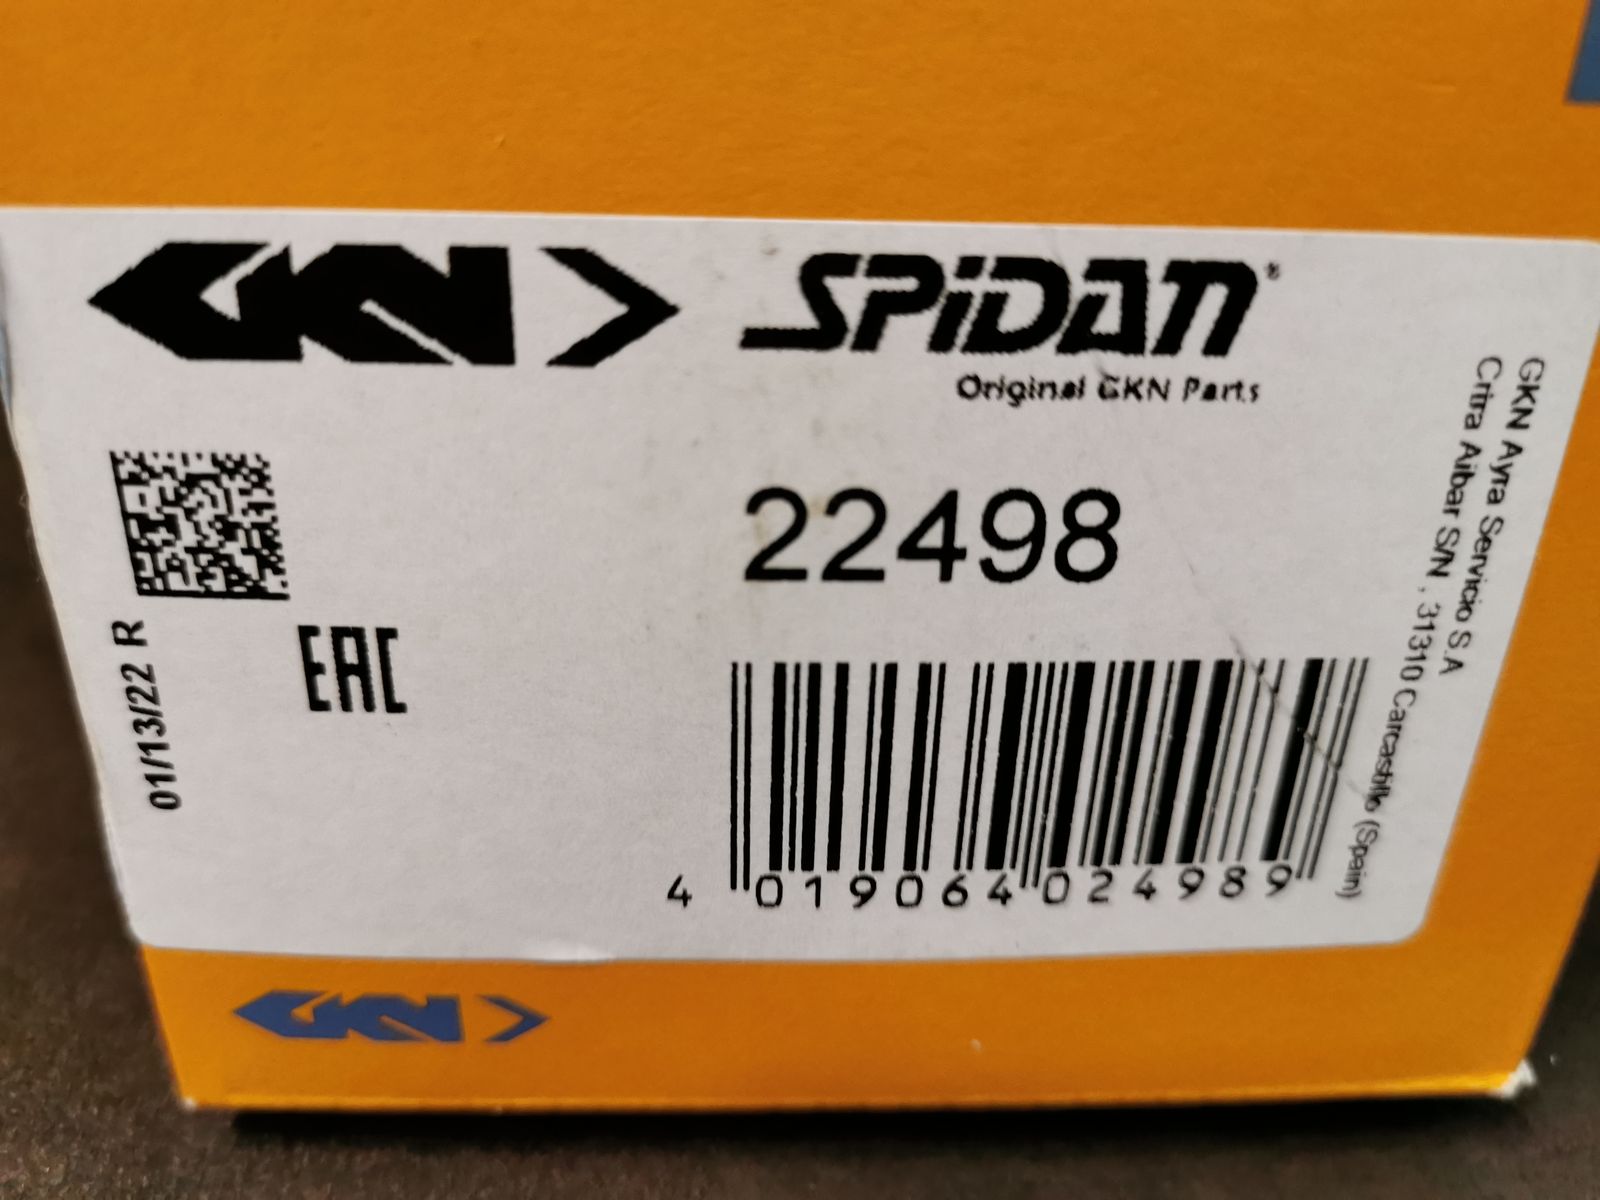 GKN
SPiDAN®
Original GKN Parts
22498
01/13/22 R
EAC
4 019064 024989
GKN Ayra Servicio S.A
Crtra Aibar S/N , 31310 Carcastillo (Spain)
GKN